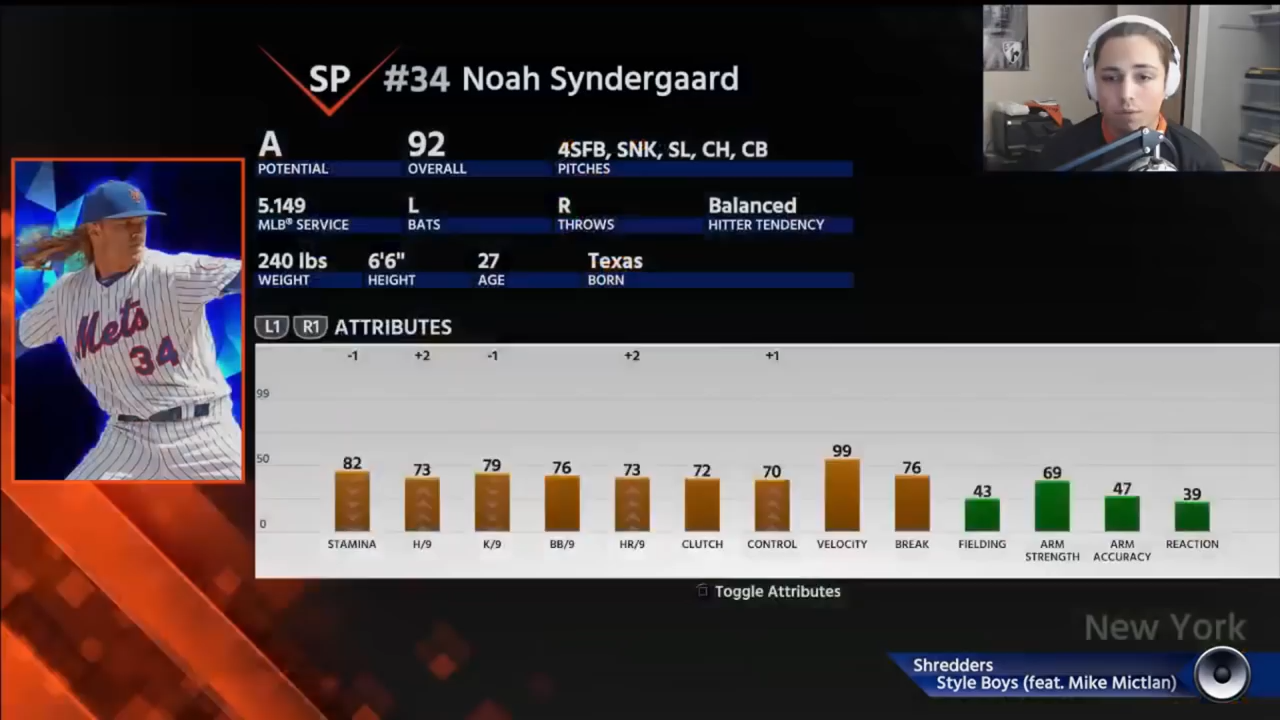 SP #34 Noah Syndergaard
A 92 4SFB, SNK, SL, CH, CB
POTENTIAL OVERALL PITCHES
5.149 L R Balanced
MLB® SERVICE BATS THROWS HITTER TENDENCY
240 lbs 6'6" 27 Texas
WEIGHT HEIGHT AGE BORN
Mets
34
L1 R1 ATTRIBUTES
-1 +2 -1 +2 +1
99
50
0
82 73 79 76 73 72 70 99 76 43 69 47 39
STAMINA H/9 K/9 BB/9 HR/9 CLUTCH CONTROL VELOCITY BREAK FIELDING ARM STRENGTH ARM ACCURACY REACTION
Toggle Attributes
New York
Shredders
Style Boys (feat. Mike Mictlan)